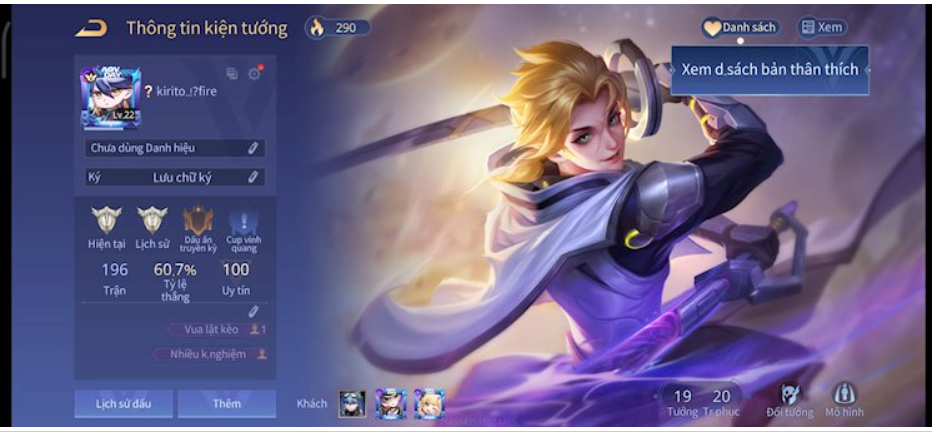 Thông tin kiện tướng
290
Danh sách
Xem
Xem d.sách bản thân thích
? kirito_!?fire
Lv.22
Chưa dùng Danh hiệu
Ký
Lưu chữ ký
Hiện tại
Lịch sử
Dấu ấn
truyền kỳ
Cup vinh
quang
196
60.7%
100
Trận
Tỷ lệ
thắng
Uy tín
Vua lật kèo
1
Nhiều k.nghiệm
Lịch sử đấu
Thêm
Khách
19
20
Tướng
Tr.phục
Đối tượng
Mô hình